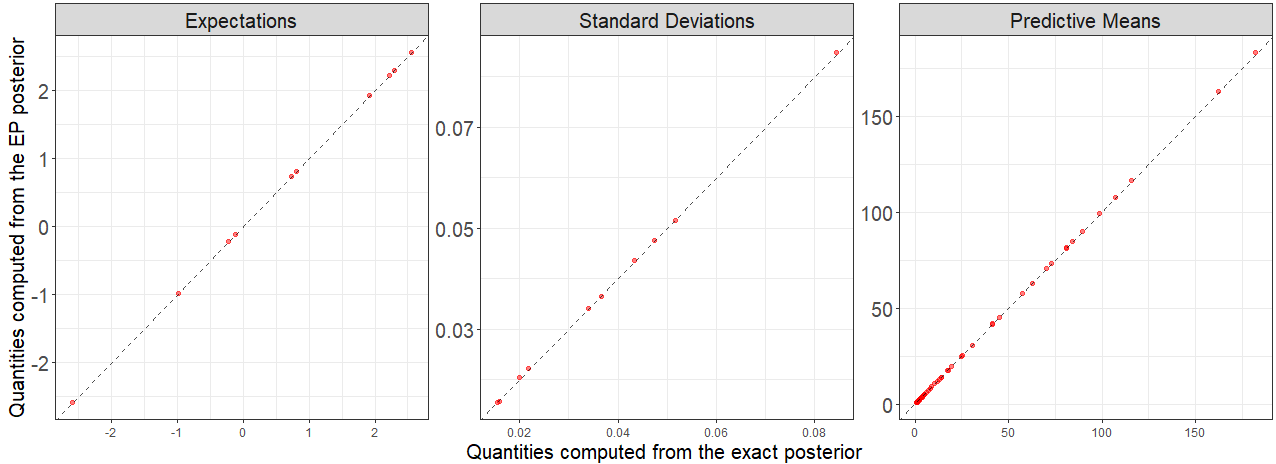 Expectations
Standard Deviations
Predictive Means
Quantities computed from the EP posterior
2
1
0
-1
-2
0.07
0.05
0.03
150
100
50
0
-2 -1 0 1 2
0.02 0.04 0.06 0.08
0 50 100 150
Quantities computed from the exact posterior